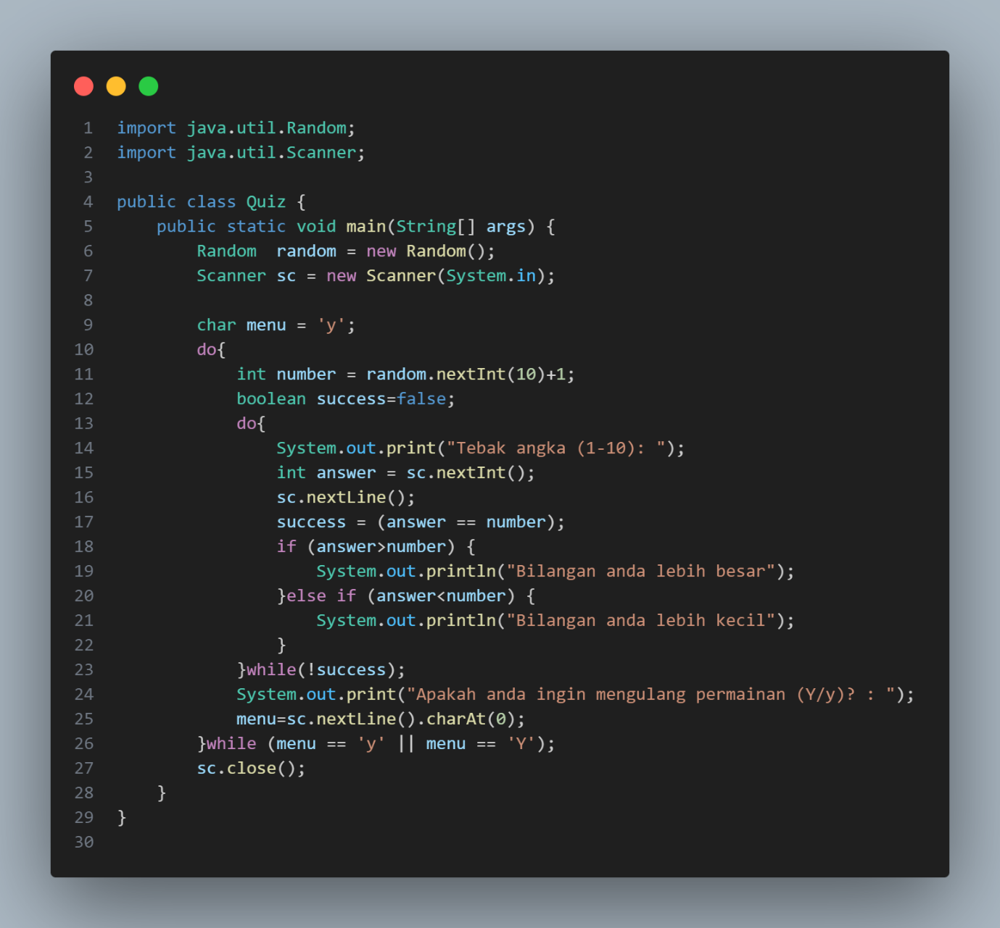 1 import java.util.Random;
2 import java.util.Scanner;
3
4 public class Quiz {
5     public static void main(String[] args) {
6         Random  random = new Random();
7         Scanner sc = new Scanner(System.in);
8
9         char menu = 'y';
10         do{
11             int number = random.nextInt(10)+1;
12             boolean success=false;
13             do{
14                 System.out.print("Tebak angka (1-10): ");
15                 int answer = sc.nextInt();
16                 sc.nextLine();
17                 success = (answer == number);
18                 if (answer>number) {
19                     System.out.println("Bilangan anda lebih besar");
20                 }else if (answer<number) {
21                     System.out.println("Bilangan anda lebih kecil");
22                 }
23             }while(!success);
24             System.out.print("Apakah anda ingin mengulang permainan (Y/y)? : ");
25             menu=sc.nextLine().charAt(0);
26         }while (menu == 'y' || menu == 'Y');
27         sc.close();
28     }
29 }
30